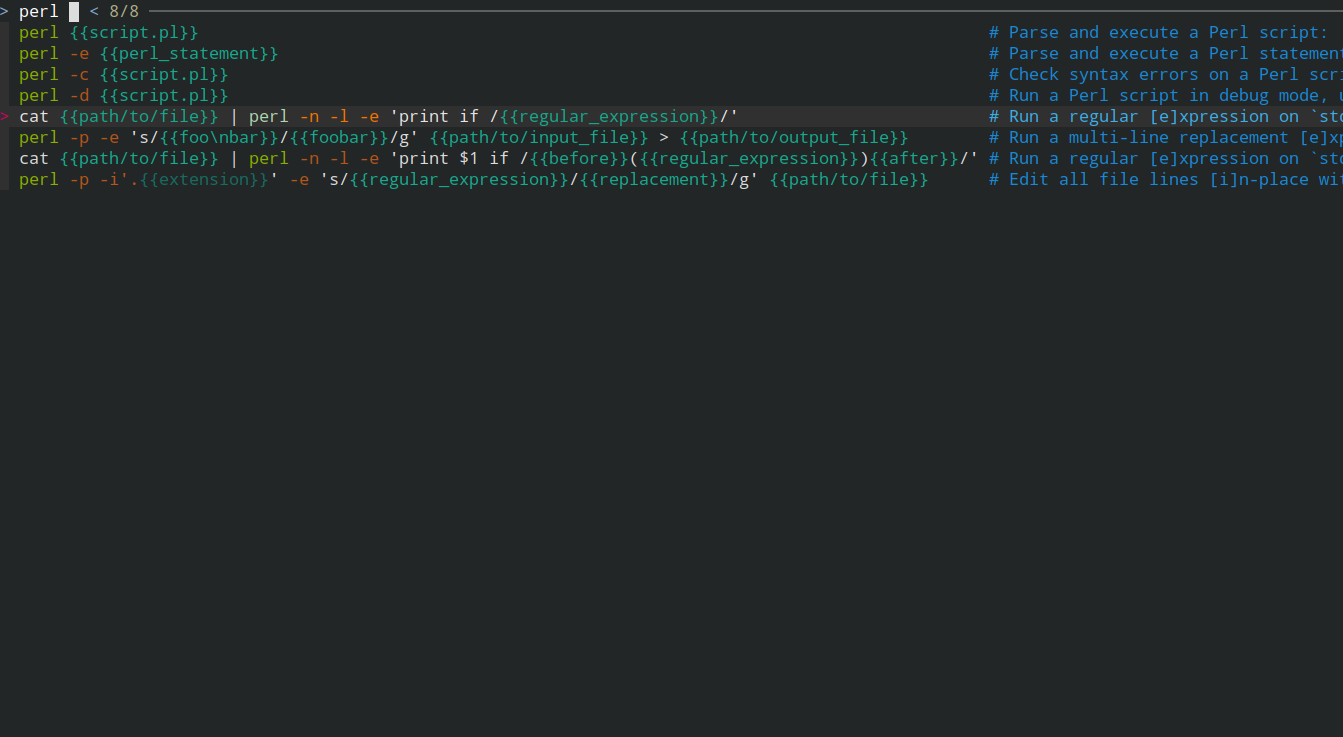 > perl < 8/8
perl {{script.pl}} # Parse and execute a Perl script:
perl -e {{perl_statement}} # Parse and execute a Perl statement
perl -c {{script.pl}} # Check syntax errors on a Perl scri
perl -d {{script.pl}} # Run a Perl script in debug mode, u
> cat {{path/to/file}} | perl -n -l -e 'print if /{{regular_expression}}/' # Run a regular [e]xpression on `std
perl -p -e 's/{{foo\nbar}}/{{foobar}}/g' {{path/to/input_file}} > {{path/to/output_file}} # Run a multi-line replacement [e]xp
cat {{path/to/file}} | perl -n -l -e 'print $1 if /{{before}}({{regular_expression}}){{after}}/' # Run a regular [e]xpression on `std
perl -p -i'.{{extension}}' -e 's/{{regular_expression}}/{{replacement}}/g' {{path/to/file}} # Edit all file lines [i]n-place wit